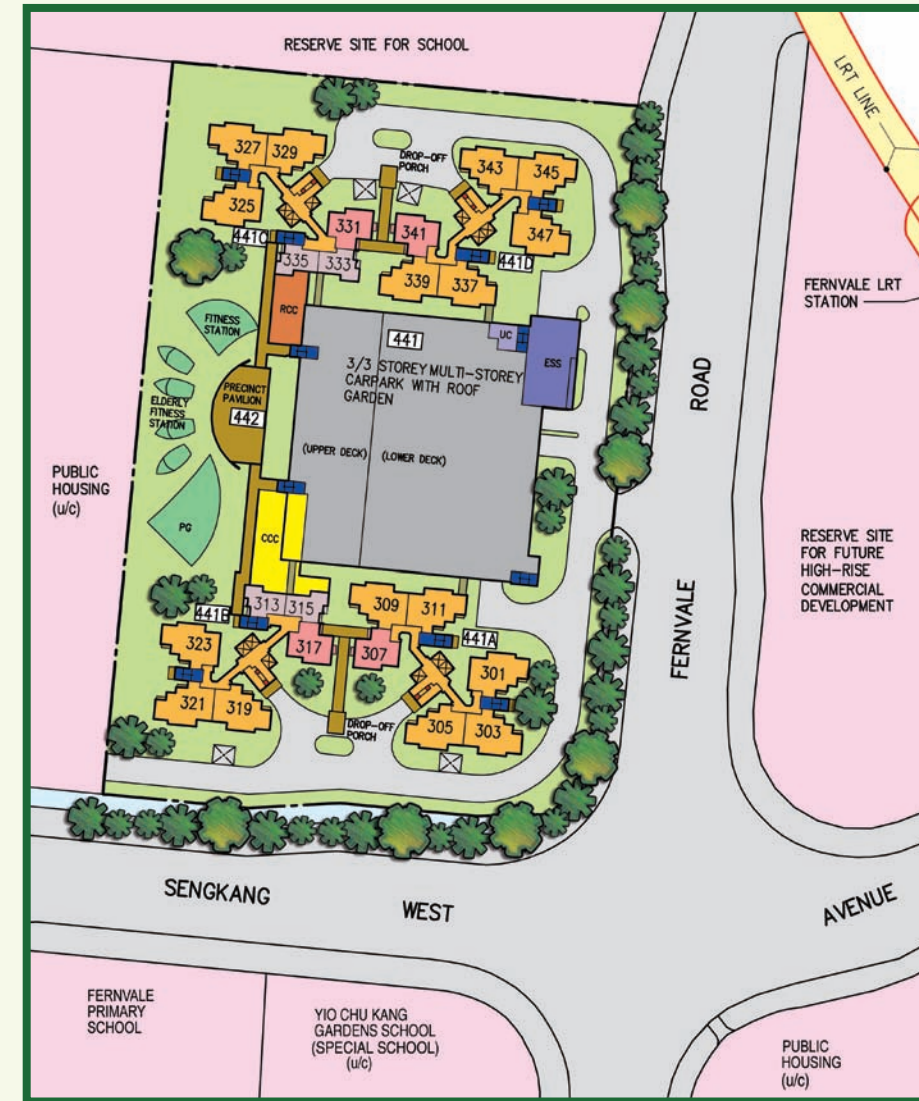 RESERVE SITE FOR SCHOOL
LRT LINE
327 329
DROP-OFF
PORCH
343 345
325
331
341
347
441C
335 333
441D
339 337
FERNVALE LRT
STATION
RCC
UC
ESS
FITNESS
STATION
441
3/3 STOREY MULTI-STOREY
CARPARK WITH ROOF
GARDEN
ROAD
PRECINCT
PAVILION
442
ELDERLY
FITNESS
STATION
(UPPER DECK) (LOWER DECK)
PUBLIC
HOUSING
(u/c)
PG
CCC
RESERVE SITE
FOR FUTURE
HIGH-RISE
COMMERCIAL
DEVELOPMENT
FERNVALE
441B
313 315
309 311
441A
323
317
307
301
321 319
305 303
DROP-OFF
PORCH
SENGKANG
WEST
AVENUE
FERNVALE
PRIMARY
SCHOOL
YIO CHU KANG
GARDENS SCHOOL
(SPECIAL SCHOOL)
(u/c)
PUBLIC
HOUSING
(u/c)